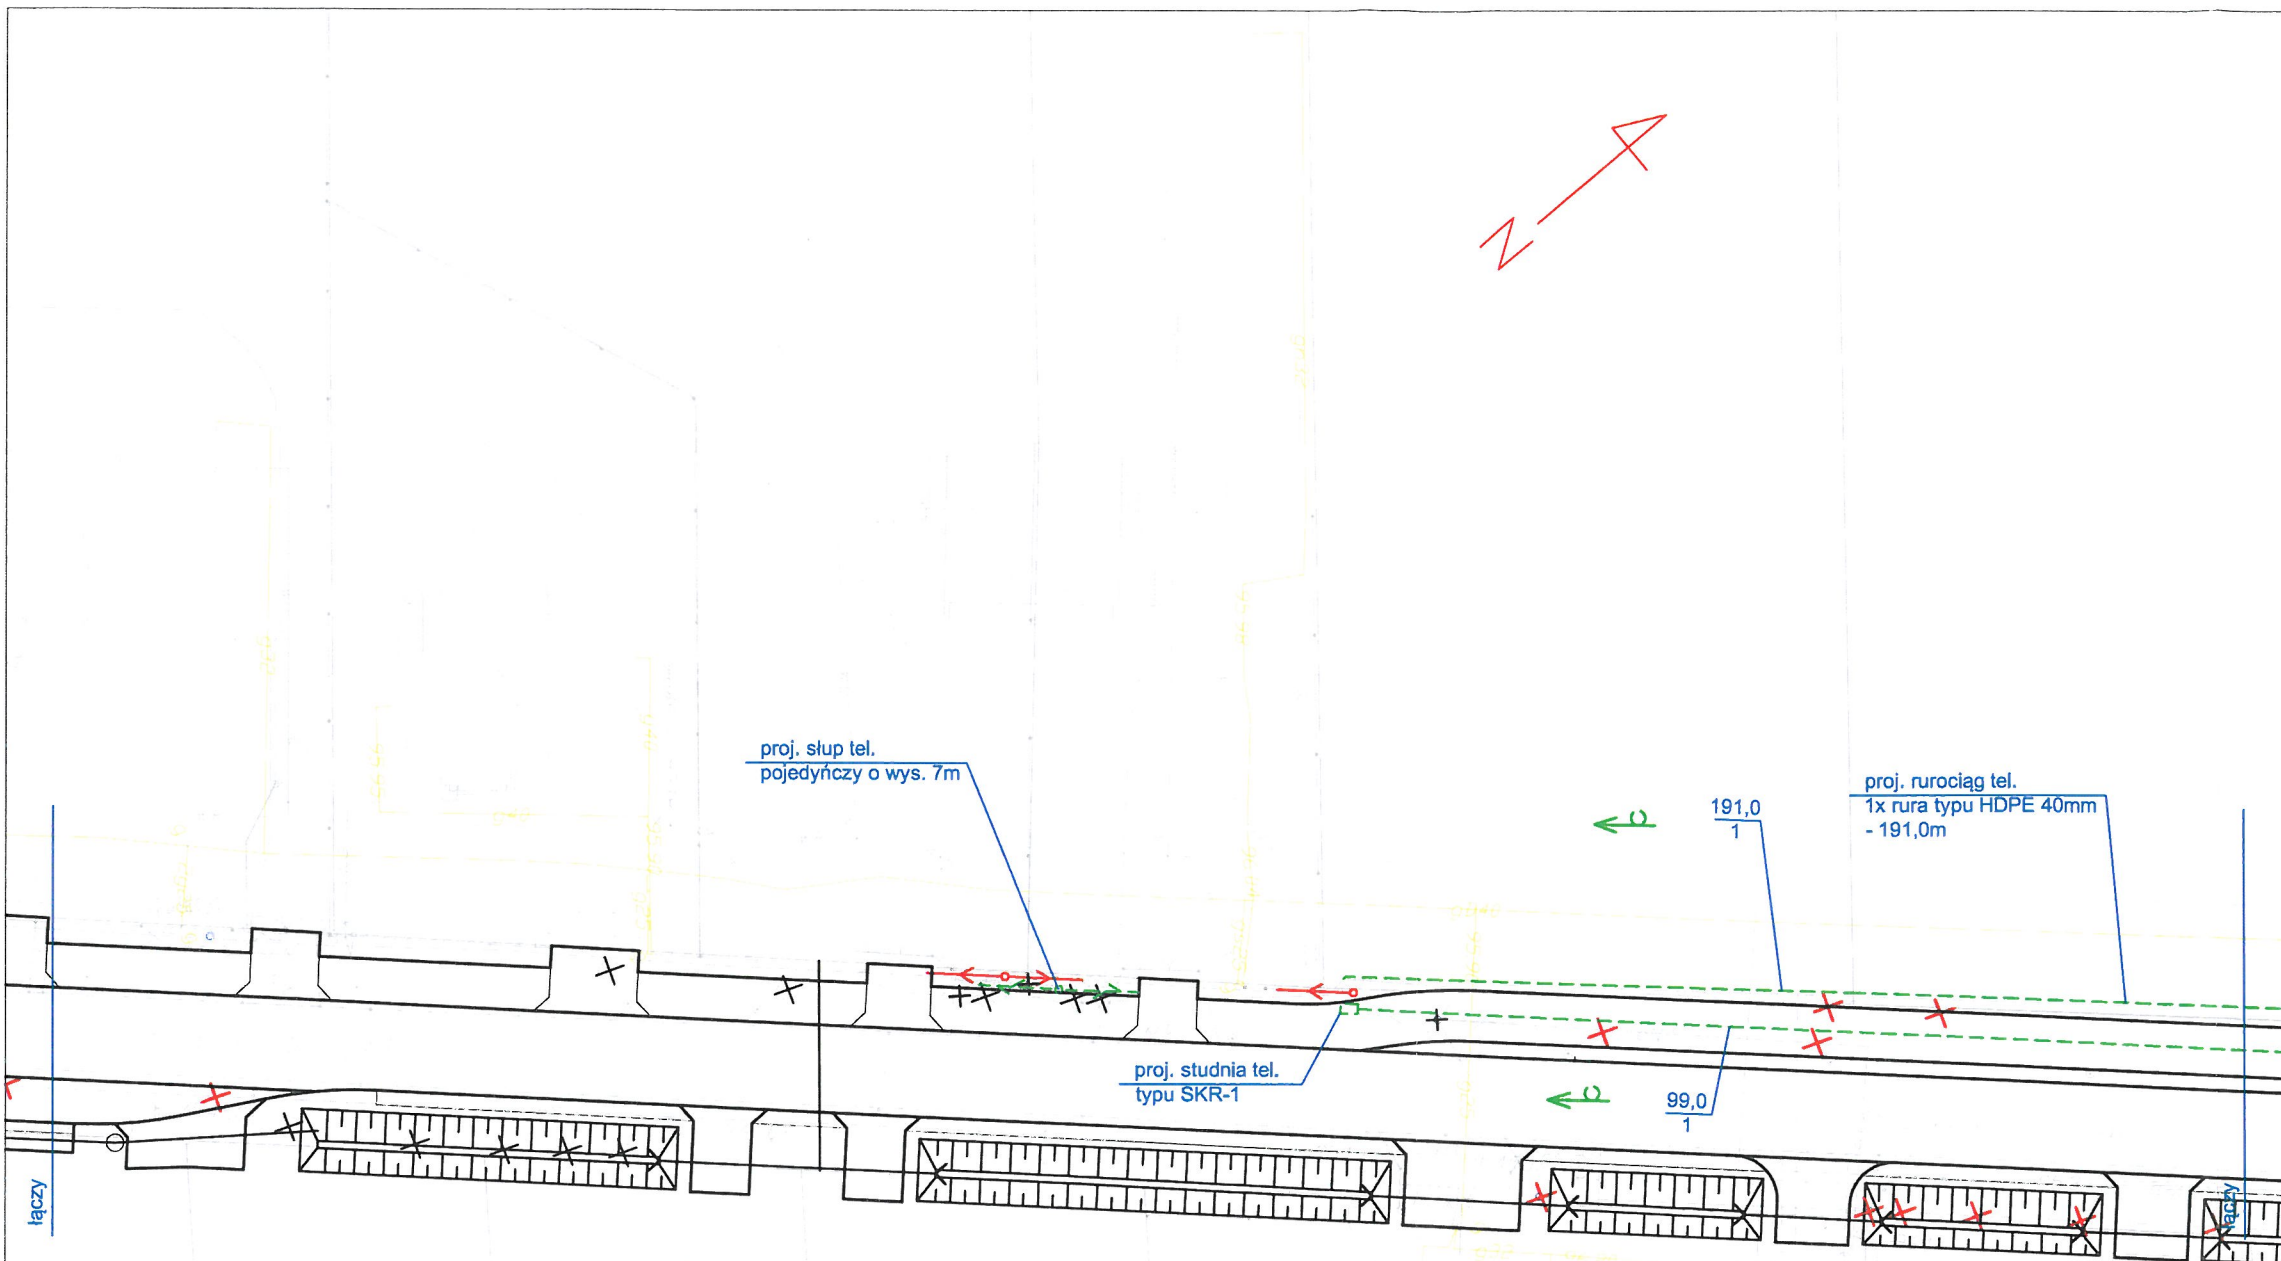 N
proj. słup tel.
pojedyńczy o wys. 7m
191,0
1
proj. rurociąg tel.
1x rura typu HDPE 40mm
- 191,0m
proj. studnia tel.
typu SKR-1
99,0
1
łączy
łączy